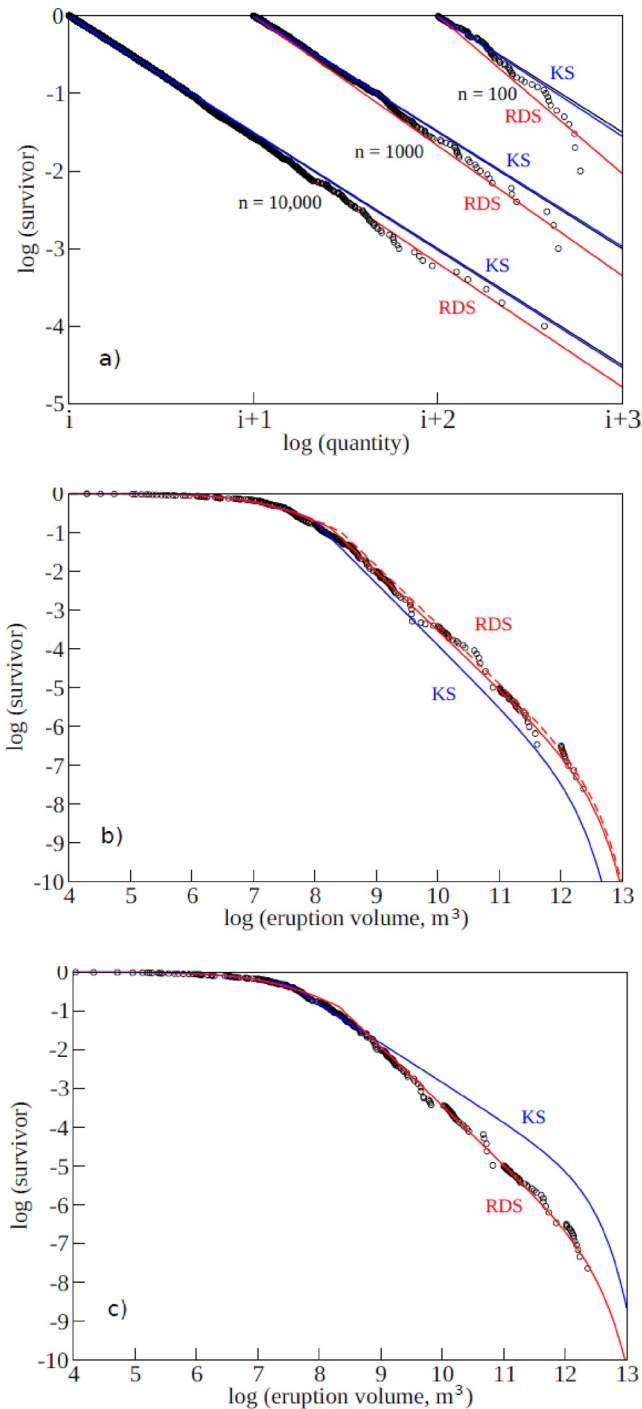 0
-1
-2
-3
-4
-5
log (survivor)
n = 100
KS
RDS
n = 1000
KS
RDS
n = 10,000
KS
RDS
a)
i
i+1
i+2
i+3
log (quantity)
0
-1
-2
-3
-4
-5
-6
-7
-8
-9
-10
log (survivor)
RDS
KS
b)
4
5
6
7
8
9
10
11
12
13
log (eruption volume, m³)
0
-1
-2
-3
-4
-5
-6
-7
-8
-9
-10
log (survivor)
KS
RDS
c)
4
5
6
7
8
9
10
11
12
13
log (eruption volume, m³)